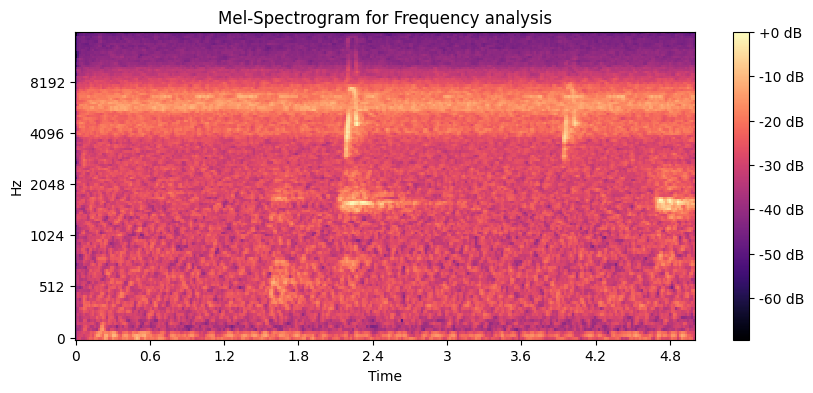 Mel-Spectrogram for Frequency analysis
Hz
8192
4096
2048
1024
512
0
0 0.6 1.2 1.8 2.4 3 3.6 4.2 4.8
Time
+0 dB
-10 dB
-20 dB
-30 dB
-40 dB
-50 dB
-60 dB